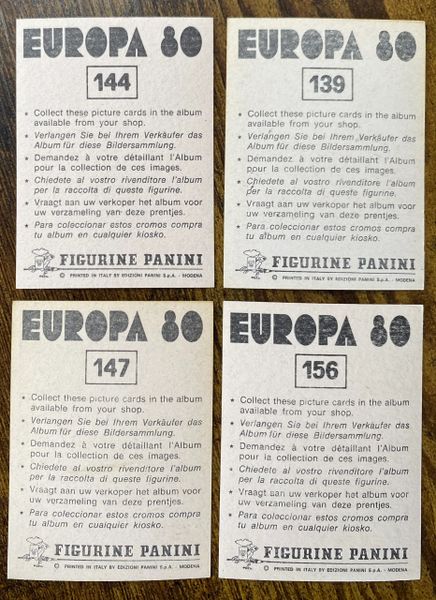 EUROPA 80
144
★ Collect these picture cards in the album
available from your shop.
★ Verlangen Sie bei Ihrem Verkäufer das
Album für diese Bildersammlung.
★ Demandez à votre détaillant l'Album
pour la collection de ces images.
★ Chiedete al vostro rivenditore l'album
per la raccolta di queste figurine.
★ Vraagt aan uw verkoper het album voor
uw verzameling van deze prentjes.
★ Para coleccionar estos cromos compra
tu album en cualquier kiosko.
FIGURINE PANINI
© PRINTED IN ITALY BY EDIZIONI PANINI S.p.A. - MODENA
EUROPA 80
139
★ Collect these picture cards in the album
available from your shop.
★ Verlangen Sie bei Ihrem Verkäufer das
Album für diese Bildersammlung.
★ Demandez à votre détaillant l'Album
pour la collection de ces images.
★ Chiedete al vostro rivenditore l'album
per la raccolta di queste figurine.
★ Vraagt aan uw verkoper het album voor
uw verzameling van deze prentjes.
★ Para coleccionar estos cromos compra
tu album en cualquier kiosko.
FIGURINE PANINI
© PRINTED IN ITALY BY EDIZIONI PANINI S.p.A. - MODENA
EUROPA 80
147
★ Collect these picture cards in the album
available from your shop.
★ Verlangen Sie bei Ihrem Verkäufer das
Album für diese Bildersammlung.
★ Demandez à votre détaillant l'Album
pour la collection de ces images.
★ Chiedete al vostro rivenditore l'album
per la raccolta di queste figurine.
★ Vraagt aan uw verkoper het album voor
uw verzameling van deze prentjes.
★ Para coleccionar estos cromos compra
tu album en cualquier kiosko.
FIGURINE PANINI
© PRINTED IN ITALY BY EDIZIONI PANINI S.p.A. - MODENA
EUROPA 80
156
★ Collect these picture cards in the album
available from your shop.
★ Verlangen Sie bei Ihrem Verkäufer das
Album für diese Bildersammlung.
★ Demandez à votre détaillant l'Album
pour la collection de ces images.
★ Chiedete al vostro rivenditore l'album
per la raccolta di queste figurine.
★ Vraagt aan uw verkoper het album voor
uw verzameling van deze prentjes.
★ Para coleccionar estos cromos compra
tu album en cualquier kiosko.
FIGURINE PANINI
© PRINTED IN ITALY BY EDIZIONI PANINI S.p.A. - MODENA